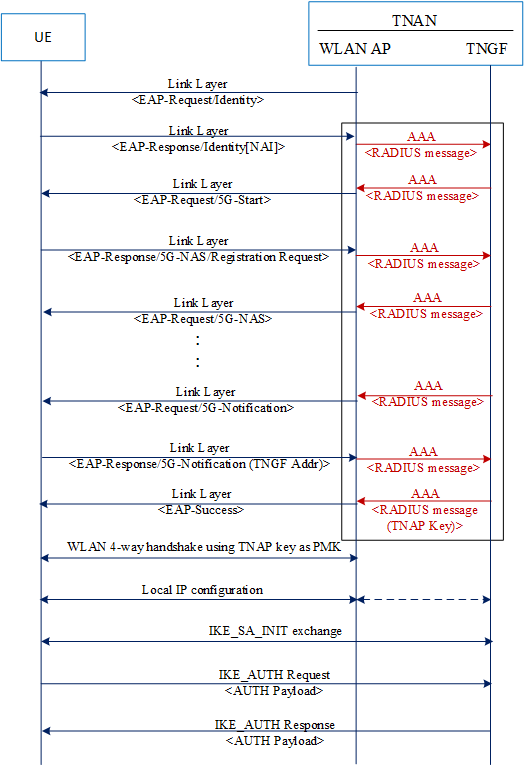 UE
TNAN
WLAN AP TNGF
Link Layer
<EAP-Request/Identity>
Link Layer
<EAP-Response/Identity[NAI]>
AAA
<RADIUS message>
Link Layer
<EAP-Request/5G-Start>
AAA
<RADIUS message>
Link Layer
<EAP-Response/5G-NAS/Registration Request>
AAA
<RADIUS message>
Link Layer
<EAP-Request/5G-NAS>
AAA
<RADIUS message>
:
:
Link Layer
<EAP-Request/5G-Notification>
AAA
<RADIUS message>
Link Layer
<EAP-Response/5G-Notification (TNGF Addr)>
AAA
<RADIUS message>
Link Layer
<EAP-Success>
AAA
<RADIUS message
(TNAP Key)>
WLAN 4-way handshake using TNAP key as PMK
Local IP configuration
IKE_SA_INIT exchange
IKE_AUTH Request
<AUTH Payload>
IKE_AUTH Response
<AUTH Payload>